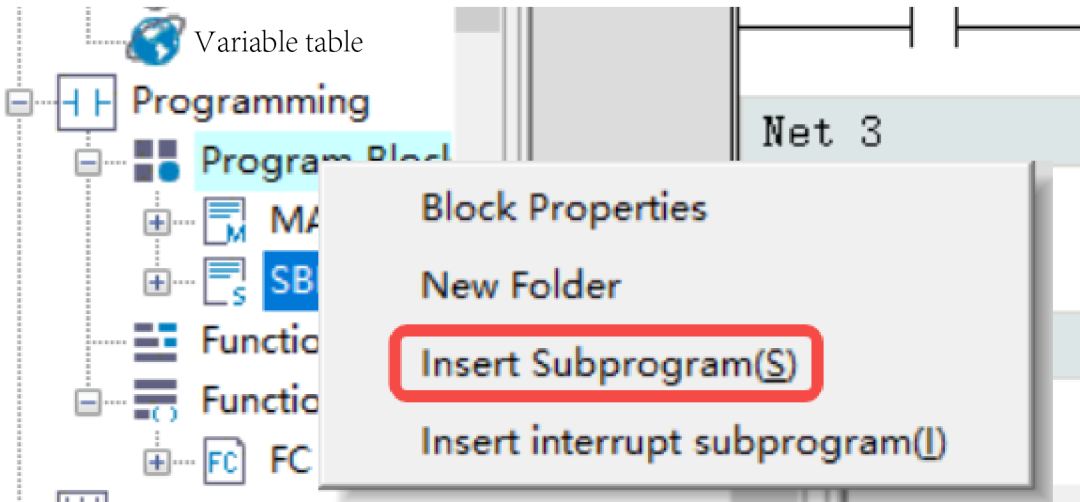 Variable table
Programming
Net 3
Program Block
Block Properties
MA
New Folder
SB
Functio
Insert Subprogram(S)
Functio
Insert interrupt subprogram(I)
FC FC